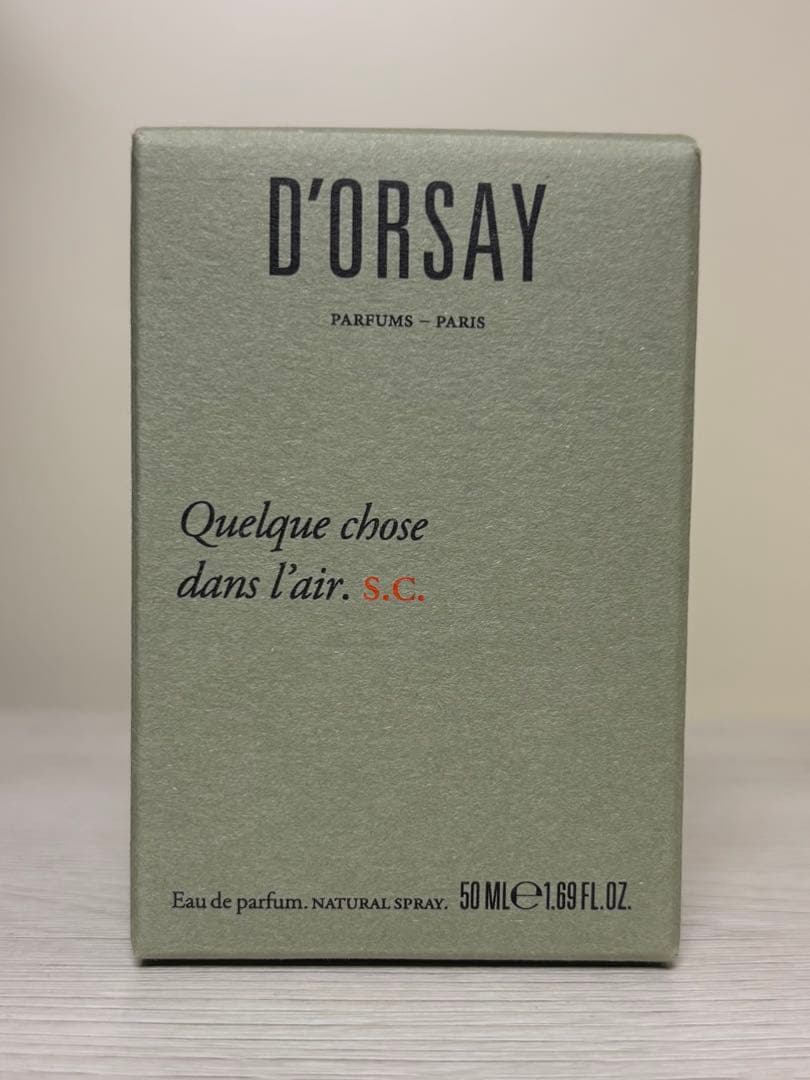 D'ORSAY
PARFUMS – PARIS
Quelque chose
dans l'air. S.C.
Eau de parfum. NATURAL SPRAY. 50 ML℮1.69 FL.OZ.